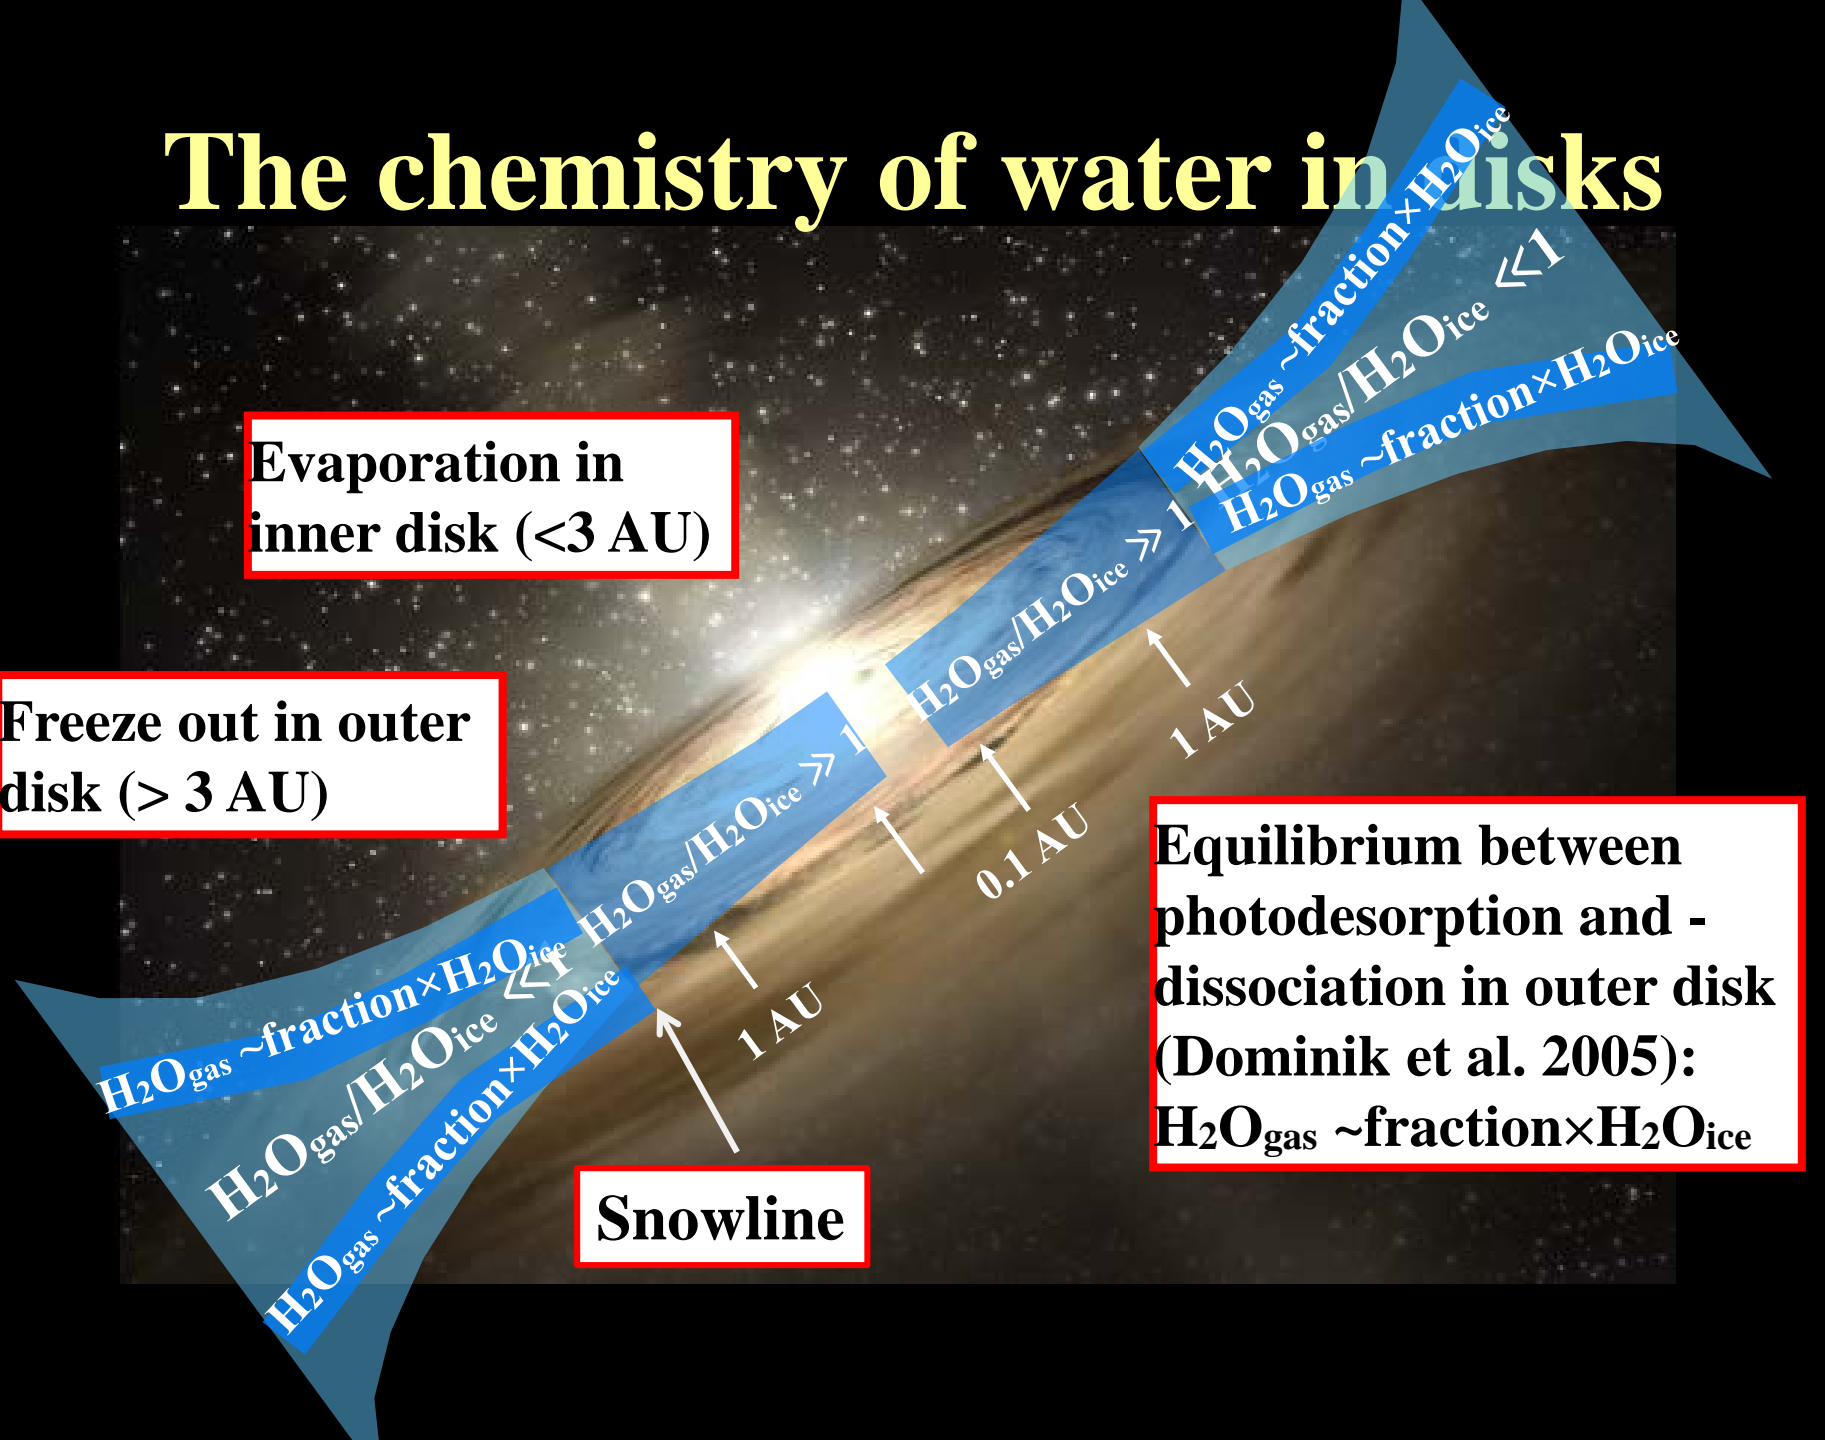 The chemistry of water in disks
H₂Ogas ~fraction×H₂Oice
H₂Ogas/H₂Oice ≪1
H₂Ogas ~fraction×H₂Oice
Evaporation in
inner disk (<3 AU)
H₂Ogas/H₂Oice ≫ 1
1 AU
Freeze out in outer
disk (> 3 AU)
H₂Ogas/H₂Oice ≫ 1
0.1 AU
1 AU
Equilibrium between
photodesorption and -
dissociation in outer disk
(Dominik et al. 2005):
H₂Ogas ~fraction×H₂Oice
H₂Ogas ~fraction×H₂Oice
H₂Ogas/H₂Oice ≪1
H₂Ogas ~fraction×H₂Oice
Snowline